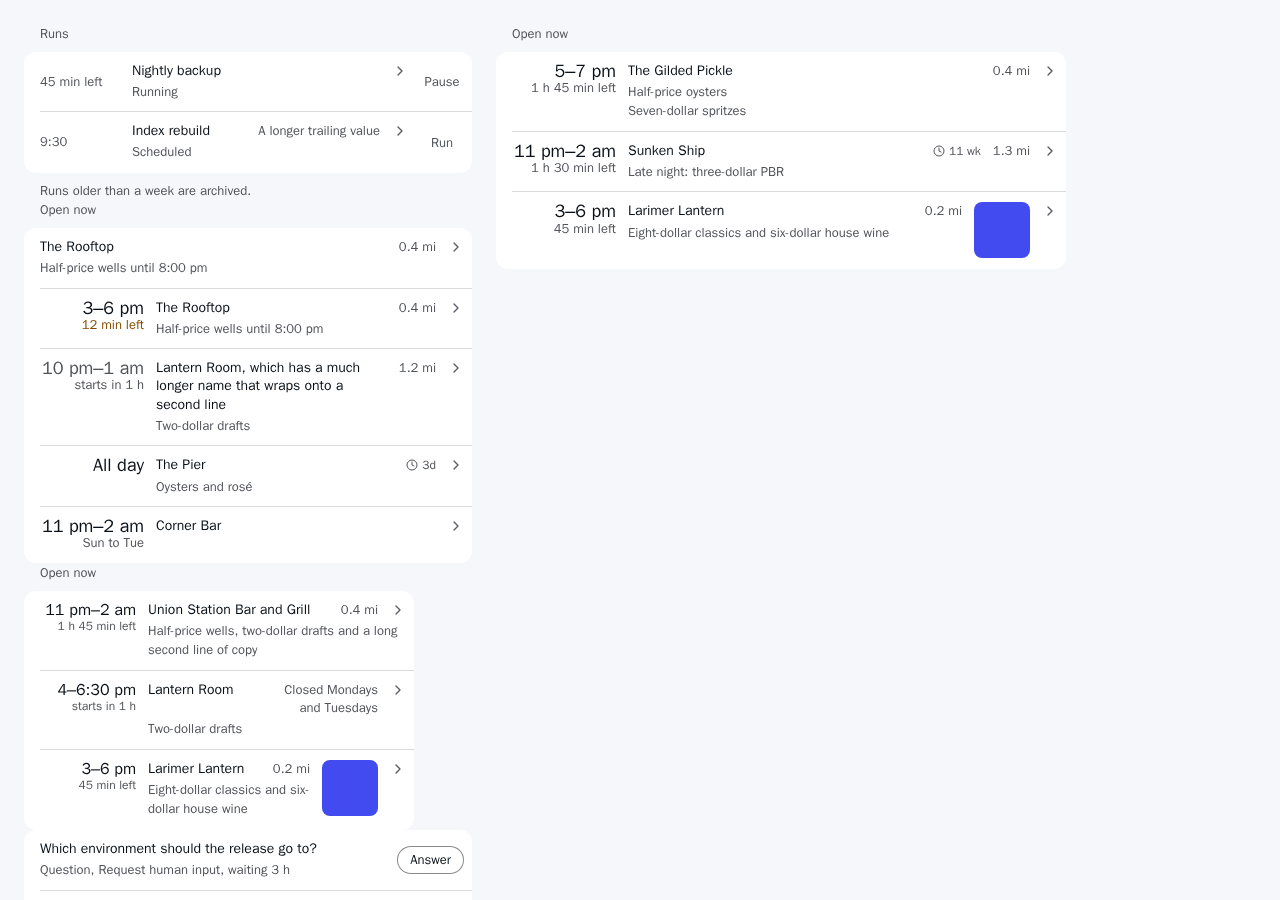 Runs
45 min left
Nightly backup
Running
Pause
9:30
Index rebuild
A longer trailing value
Scheduled
Run
Runs older than a week are archived.
Open now
The Rooftop
0.4 mi
Half-price wells until 8:00 pm
3–6 pm
The Rooftop
0.4 mi
12 min left
Half-price wells until 8:00 pm
10 pm–1 am
Lantern Room, which has a much
1.2 mi
starts in 1 h
longer name that wraps onto a
second line
Two-dollar drafts
All day
The Pier
3d
Oysters and rosé
11 pm–2 am
Corner Bar
Sun to Tue
Open now
11 pm–2 am
Union Station Bar and Grill
0.4 mi
1 h 45 min left
Half-price wells, two-dollar drafts and a long
second line of copy
4–6:30 pm
Lantern Room
Closed Mondays
starts in 1 h
and Tuesdays
Two-dollar drafts
3–6 pm
Larimer Lantern
0.2 mi
45 min left
Eight-dollar classics and six-
dollar house wine
Which environment should the release go to?
Question, Request human input, waiting 3 h
Answer
Open now
5–7 pm
The Gilded Pickle
0.4 mi
1 h 45 min left
Half-price oysters
Seven-dollar spritzes
11 pm–2 am
Sunken Ship
11 wk
1.3 mi
1 h 30 min left
Late night: three-dollar PBR
3–6 pm
Larimer Lantern
0.2 mi
45 min left
Eight-dollar classics and six-dollar house wine